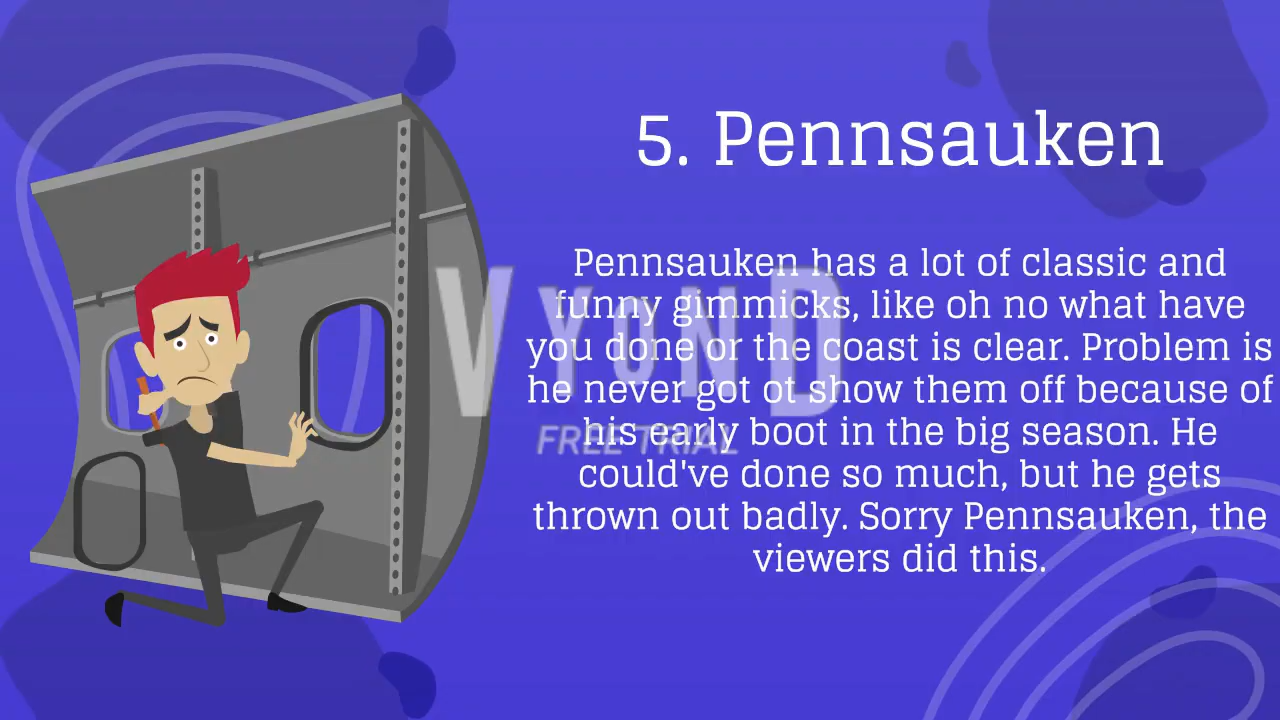 5. Pennsauken
Pennsauken has a lot of classic and
funny gimmicks, like oh no what have
you done or the coast is clear. Problem is
he never got ot show them off because of
his early boot in the big season. He
could've done so much, but he gets
thrown out badly. Sorry Pennsauken, the
viewers did this.
VYOND
FREE TRIAL